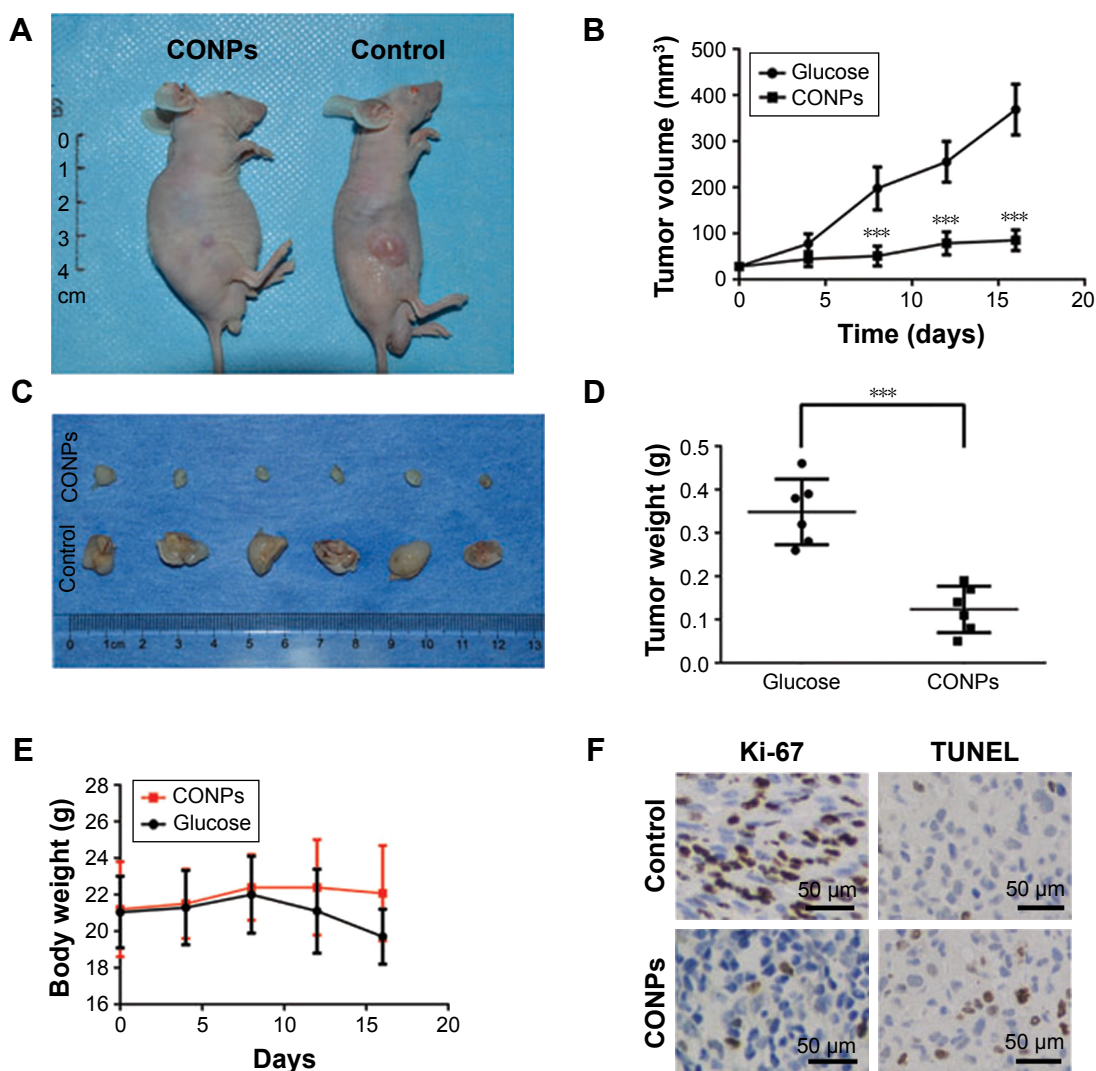 A
CONPs
Control
0
1
2
3
4
cm
B
Tumor volume (mm³)
500
400
300
200
100
0
Glucose
CONPs
***
***
***
0
5
10
15
20
Time (days)
C
CONPs
Control
0
1cm
2
3
4
5
6
7
8
9
10
11
12
13
D
***
Tumor weight (g)
0.5
0.4
0.3
0.2
0.1
0.0
Glucose
CONPs
E
Body weight (g)
28
26
24
22
20
18
16
CONPs
Glucose
0
5
10
15
20
Days
F
Ki-67
TUNEL
Control
50 µm
50 µm
CONPs
50 µm
50 µm